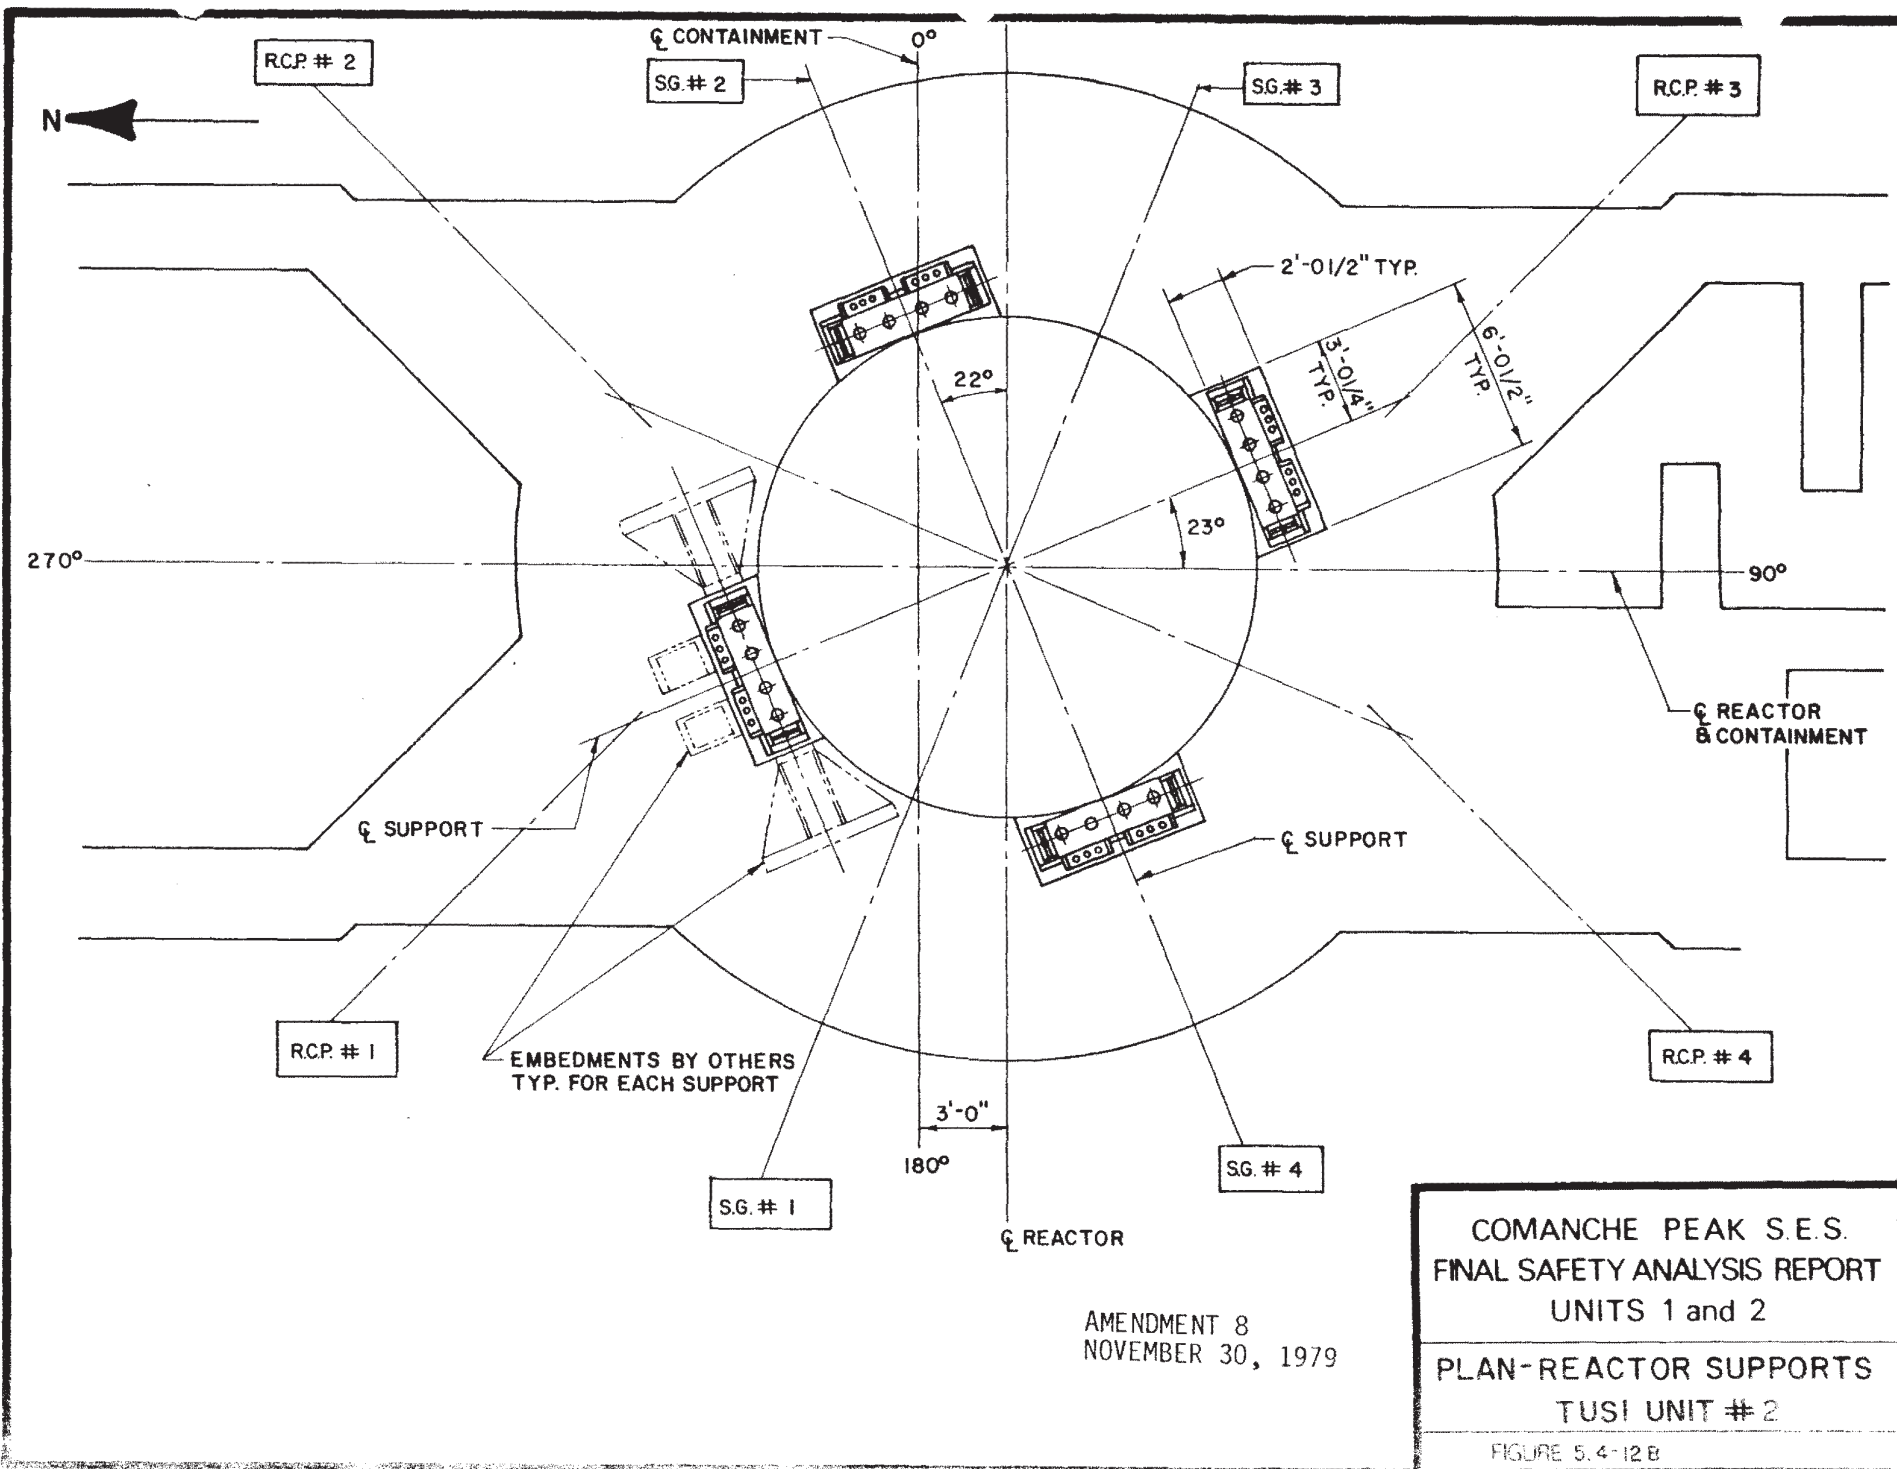 ℄ CONTAINMENT
0°
R.C.P. # 2
S.G. # 2
S.G. # 3
R.C.P. # 3
N
2'-0 1/2" TYP.
6'-0 1/2"
TYP.
3'-0 1/4"
TYP.
22°
23°
270°
90°
℄ REACTOR
& CONTAINMENT
℄ SUPPORT
℄ SUPPORT
R.C.P. # 1
EMBEDMENTS BY OTHERS
TYP. FOR EACH SUPPORT
R.C.P. # 4
3'-0"
180°
S.G. # 4
S.G. # 1
℄ REACTOR
COMANCHE PEAK S.E.S.
FINAL SAFETY ANALYSIS REPORT
UNITS 1 and 2
AMENDMENT 8
NOVEMBER 30, 1979
PLAN-REACTOR SUPPORTS
TUSI UNIT # 2
FIGURE 5.4-12B